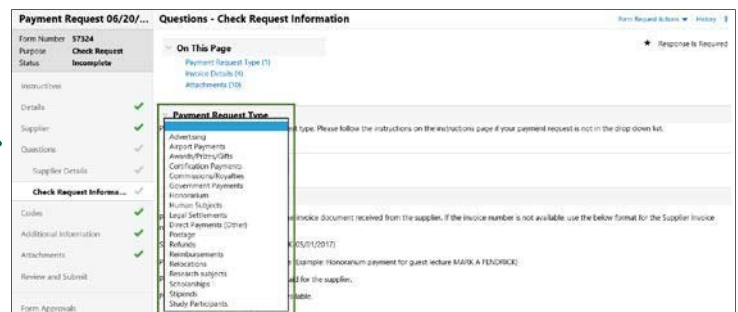 Payment Request 06/20/...
Form Number 57324
Purpose Check Request
Status Incomplete
Instructions
Details
Supplier
Questions
Supplier Details
Check Request Informa...
Codes
Additional Information
Attachments
Review and Submit
Form Approvals
Questions - Check Request Information
Form Request Actions History
★ Response Is Required
On This Page
Payment Request Type (1)
Invoice Details (4)
Attachments (10)
Payment Request Type
type. Please follow the instructions on the instructions page if your payment request is not in the drop down list.
Advertising
Airport Payments
Awards/Prizes/Gifts
Certification Payments
Commissions/Royalties
Government Payments
Honorarium
Human Subjects
Legal Settlements
Direct Payments (Other)
Postage
Refunds
Reimbursements
Relocations
Research subjects
Scholarships
Stipends
Study Participants
invoice document received from the supplier. If the invoice number is not available, use the below format for the Supplier Invoice
05/01/2017)
Example: Honorarium payment for guest lecture MARK A FENDRICK)
for the supplier.